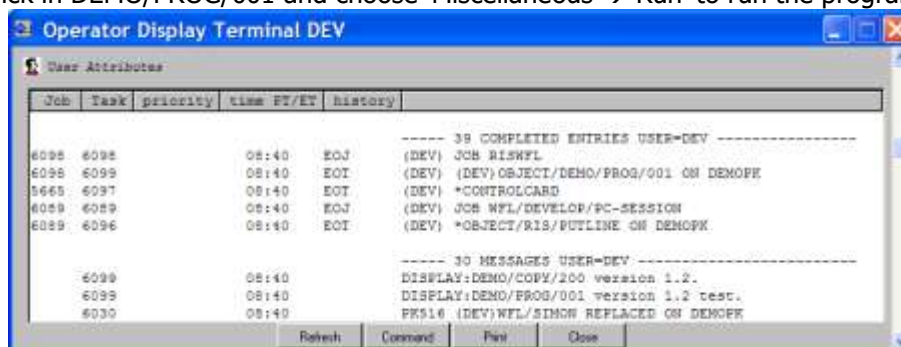 ick in DEMO/PROG/001 and choose 'Miscellaneous → Run' to run the progra
Operator Display Terminal DEV
User Attributes
Job Task priority time PT/ET history
----- 39 COMPLETED ENTRIES USER=DEV ----------------
6098 6098 08:40 EOJ (DEV) JOB RISWFL
6098 6099 08:40 EOT (DEV) (DEV)OBJECT/DEMO/PROG/001 ON DEMOPK
5665 6097 08:40 EOT (DEV) *CONTROLCARD
6089 6089 08:40 EOJ (DEV) JOB WFL/DEVELOP/PC-SESSION
6089 6096 08:40 EOT (DEV) *OBJECT/RIS/PUTLINE ON DEMOPK
----- 30 MESSAGES USER=DEV -------------------------
6099 08:40 DISPLAY:DEMO/COPY/200 version 1.2.
6099 08:40 DISPLAY:DEMO/PROG/001 version 1.2 test.
6030 08:40 PK516 (DEV)WFL/SIMON REPLACED ON DEMOPK
Refresh Command Print Close